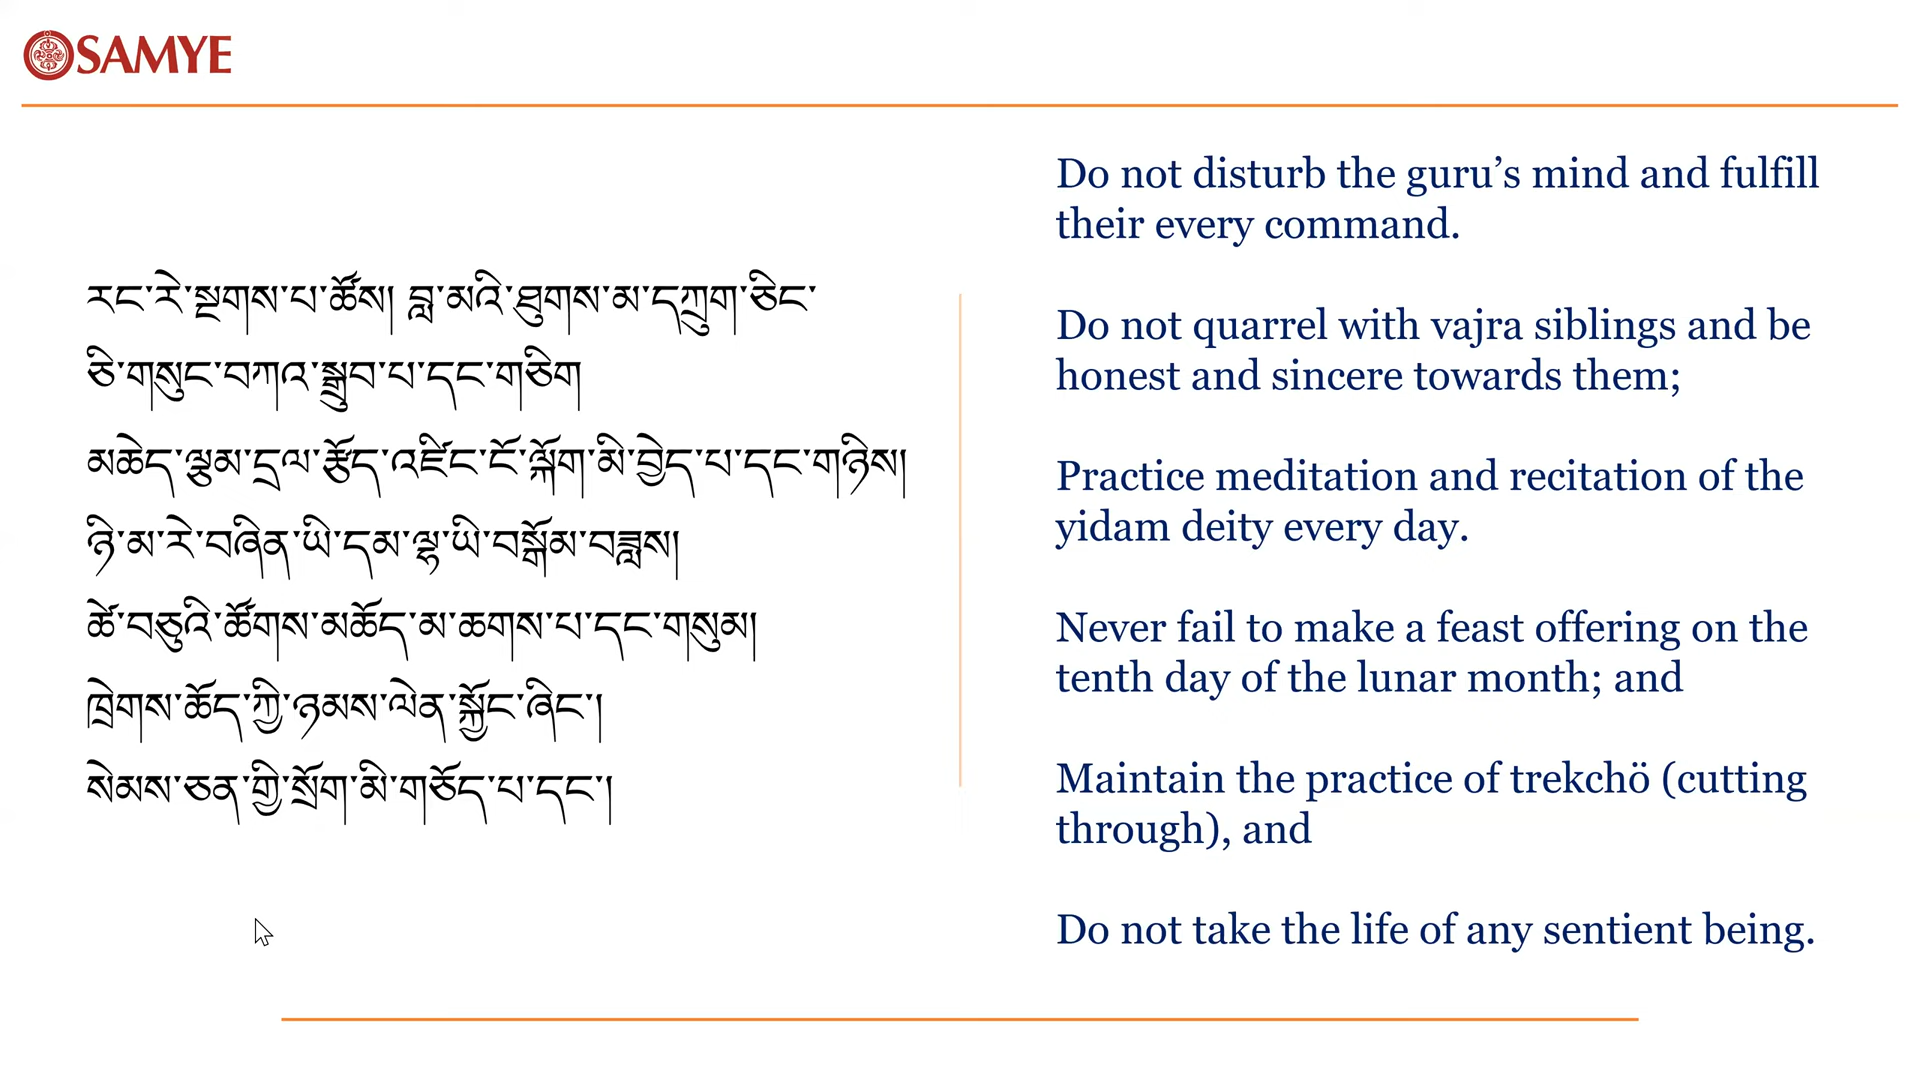 SAMYE
རང་རེ་སྔགས་པ་ཚོས། བླ་མའི་ཐུགས་མ་དཀྲུག་ཅིང་
ཅི་གསུང་བཀའ་སྒྲུབ་པ་དང་གཅིག
མཆེད་ལྕམ་དྲལ་རྩོད་འཛིང་ངོ་ལྐོག་མི་བྱེད་པ་དང་གཉིས།
ཉི་མ་རེ་བཞིན་ཡི་དམ་ལྷ་ཡི་བསྒོམ་བཟླས།
ཚེ་བཅུའི་ཚོགས་མཆོད་མ་ཆགས་པ་དང་གསུམ།
ཁྲེགས་ཆོད་ཀྱི་ཉམས་ལེན་སྐྱོང་ཞིང་།
སེམས་ཅན་གྱི་སྲོག་མི་གཅོད་པ་དང་།
Do not disturb the guru’s mind and fulfill
their every command.
Do not quarrel with vajra siblings and be
honest and sincere towards them;
Practice meditation and recitation of the
yidam deity every day.
Never fail to make a feast offering on the
tenth day of the lunar month; and
Maintain the practice of trekchö (cutting
through), and
Do not take the life of any sentient being.